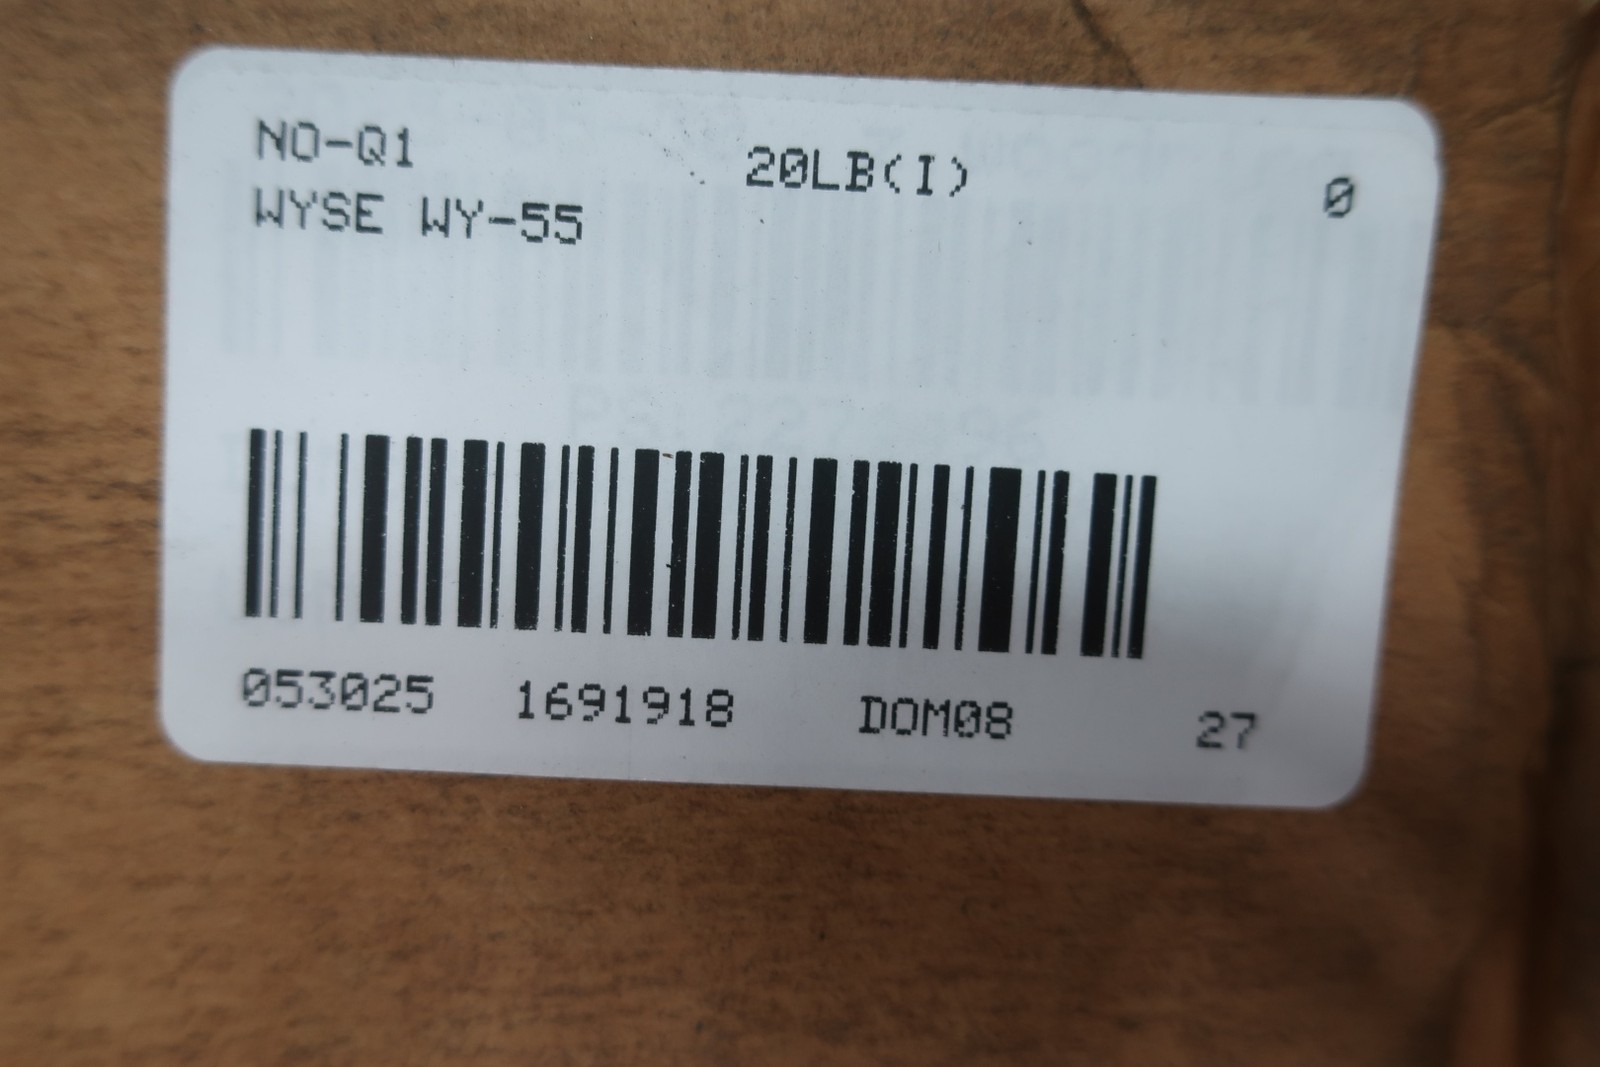 NO-Q1 20LB(I) 0
WYSE WY-55
053025 1691918 DOM08 27